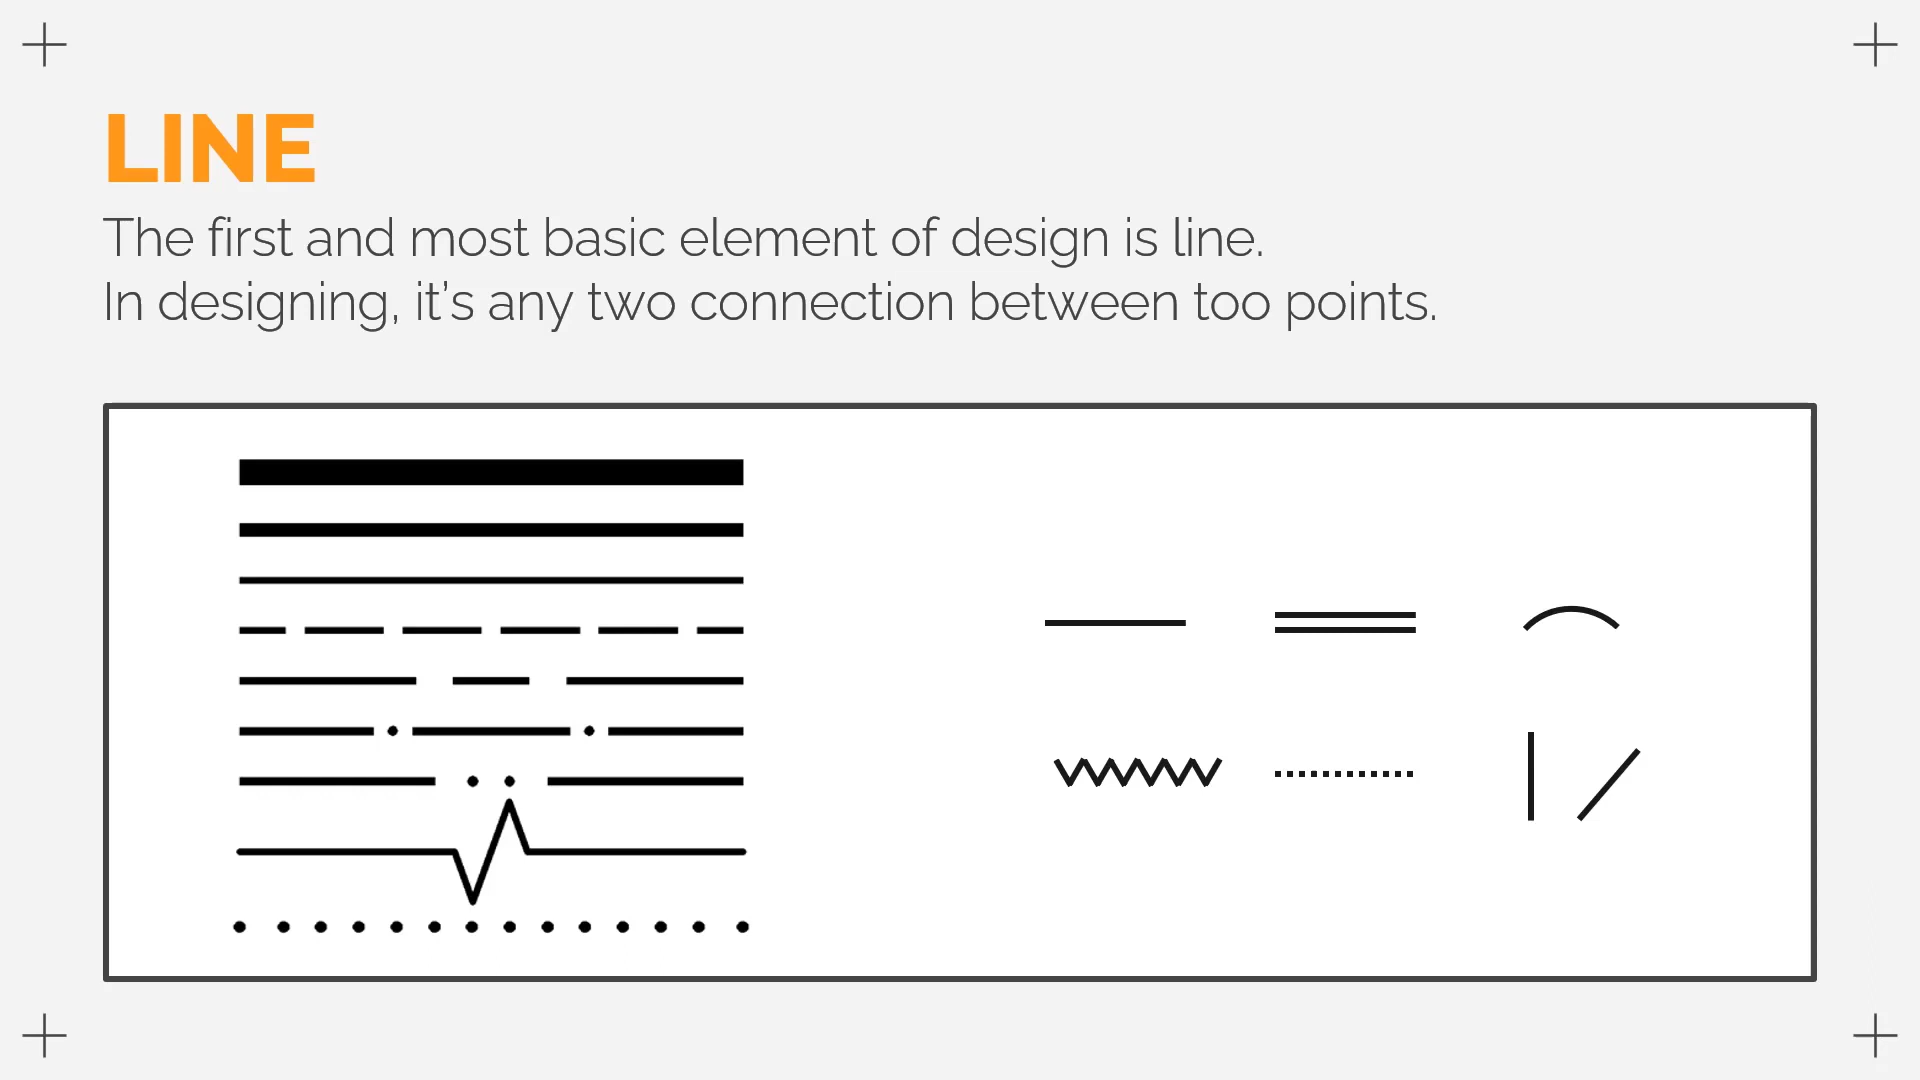 LINE
The first and most basic element of design is line.
In designing, it’s any two connection between too points.